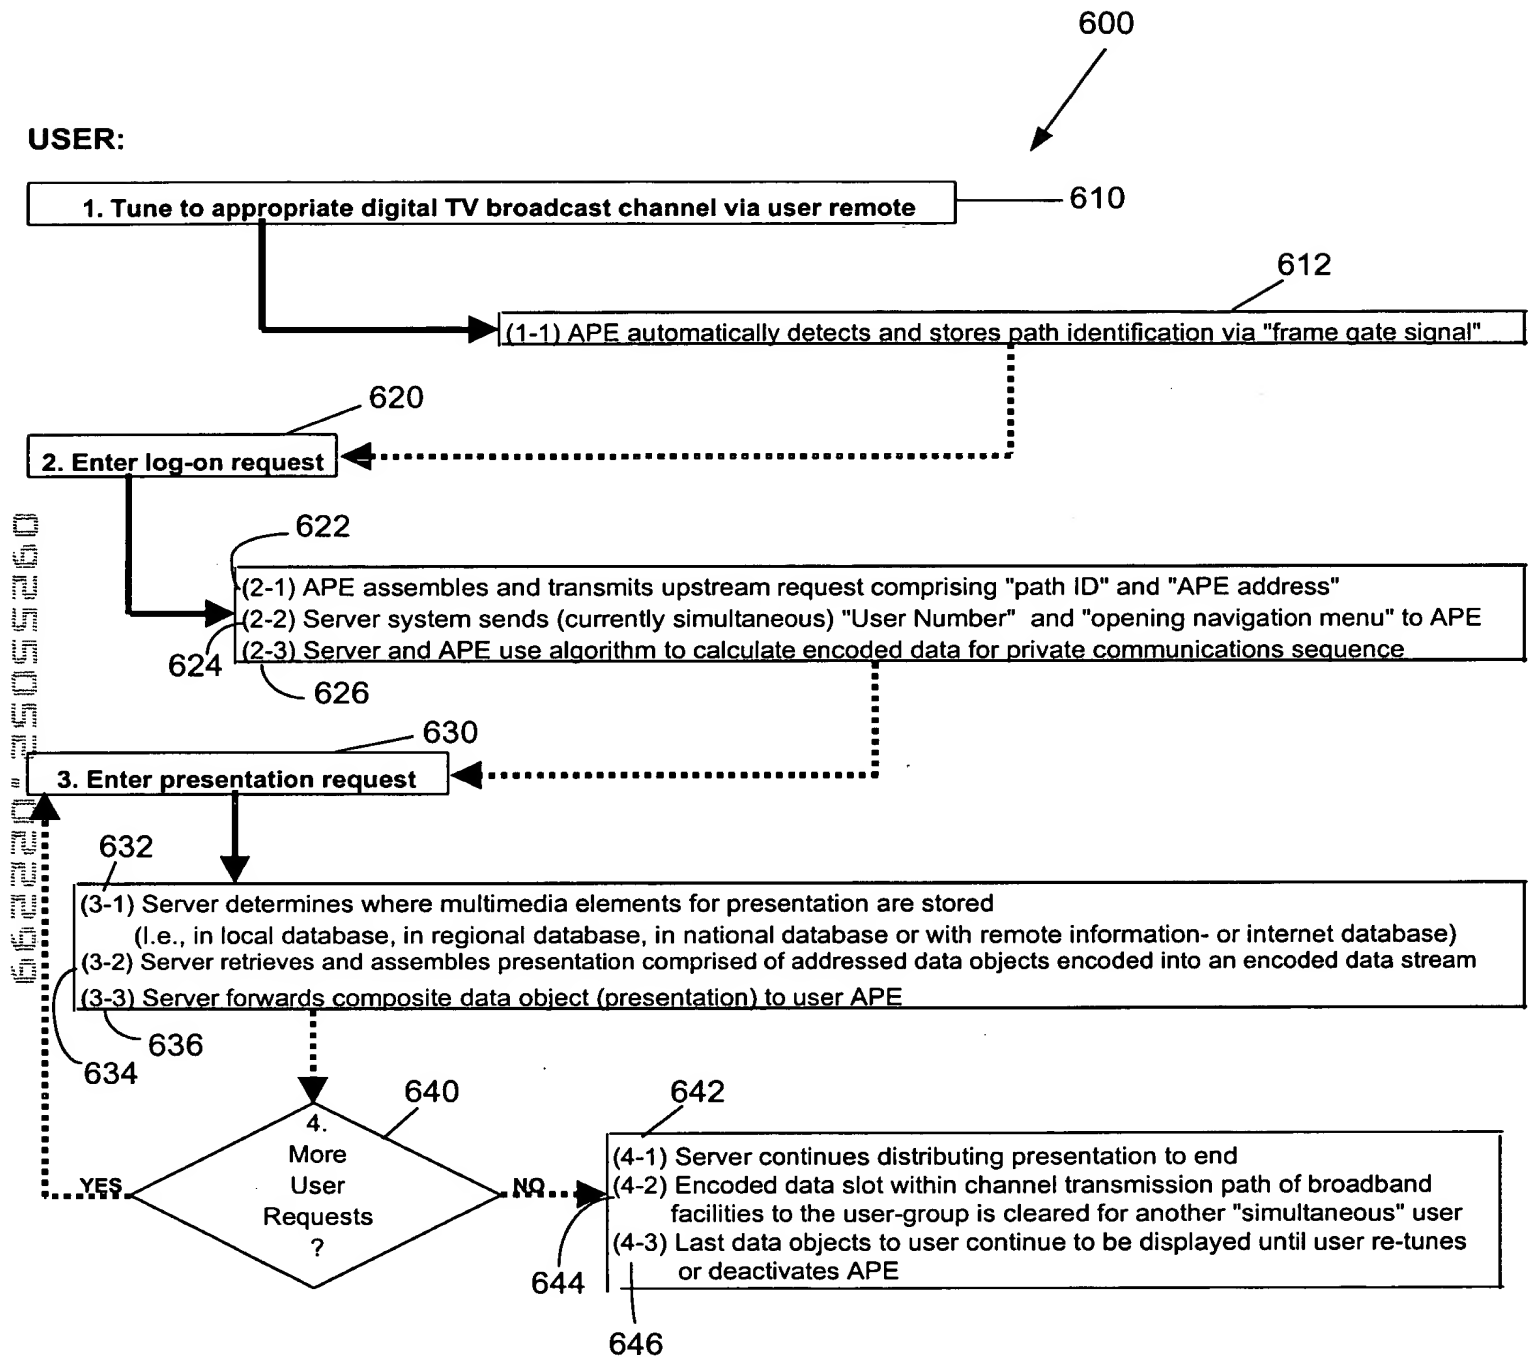 600
USER:
1. Tune to appropriate digital TV broadcast channel via user remote
610
612
(1-1) APE automatically detects and stores path identification via "frame gate signal"
620
2. Enter log-on request
622
(2-1) APE assembles and transmits upstream request comprising "path ID" and "APE address"
(2-2) Server system sends (currently simultaneous) "User Number" and "opening navigation menu" to APE
624
(2-3) Server and APE use algorithm to calculate encoded data for private communications sequence
626
630
3. Enter presentation request
632
(3-1) Server determines where multimedia elements for presentation are stored
(I.e., in local database, in regional database, in national database or with remote information- or internet database)
(3-2) Server retrieves and assembles presentation comprised of addressed data objects encoded into an encoded data stream
(3-3) Server forwards composite data object (presentation) to user APE
636
634
640
4.
More
User
Requests
?
YES
NO
642
(4-1) Server continues distributing presentation to end
(4-2) Encoded data slot within channel transmission path of broadband
facilities to the user-group is cleared for another "simultaneous" user
(4-3) Last data objects to user continue to be displayed until user re-tunes
or deactivates APE
644
646
09255052.022299